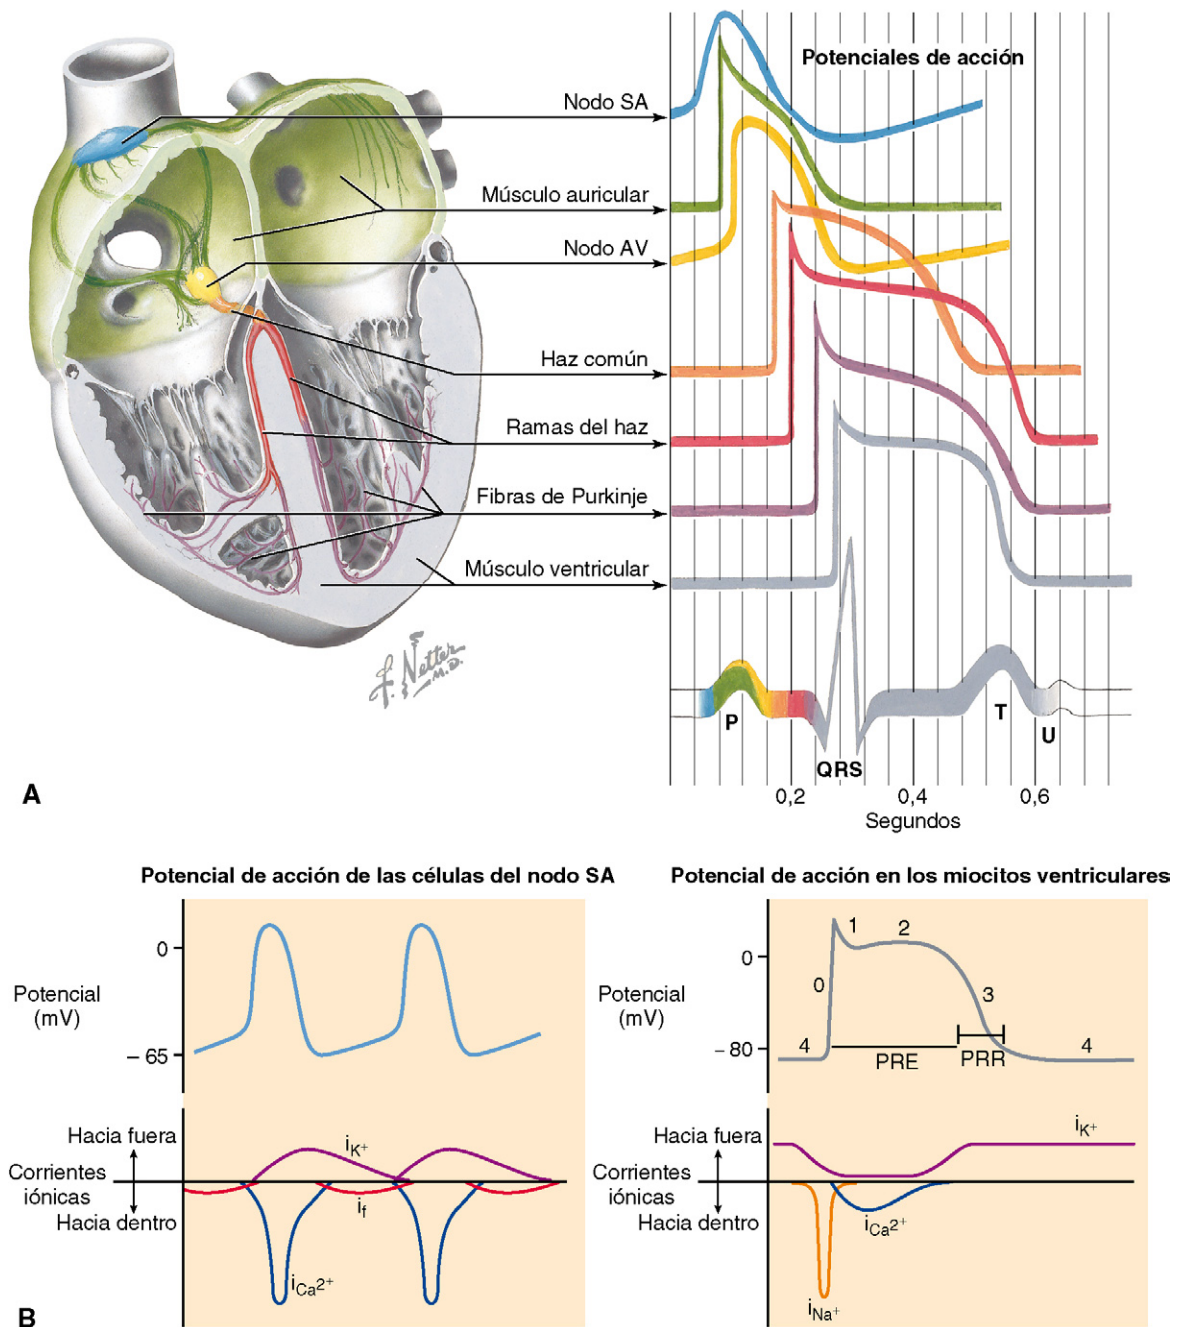 Potenciales de acción
Nodo SA
Músculo auricular
Nodo AV
Haz común
Ramas del haz
Fibras de Purkinje
Músculo ventricular
f. Netter
M.D.
P
QRS
T
U
0,2
0,4
0,6
Segundos
A
Potencial de acción de las células del nodo SA
0
Potencial
(mV)
– 65
Hacia fuera
Corrientes
iónicas
Hacia dentro
iK+
if
iCa2+
Potencial de acción en los miocitos ventriculares
1
2
0
0
3
Potencial
(mV)
– 80
4
PRE
PRR
4
Hacia fuera
Corrientes
iónicas
Hacia dentro
iK+
iCa2+
iNa+
B